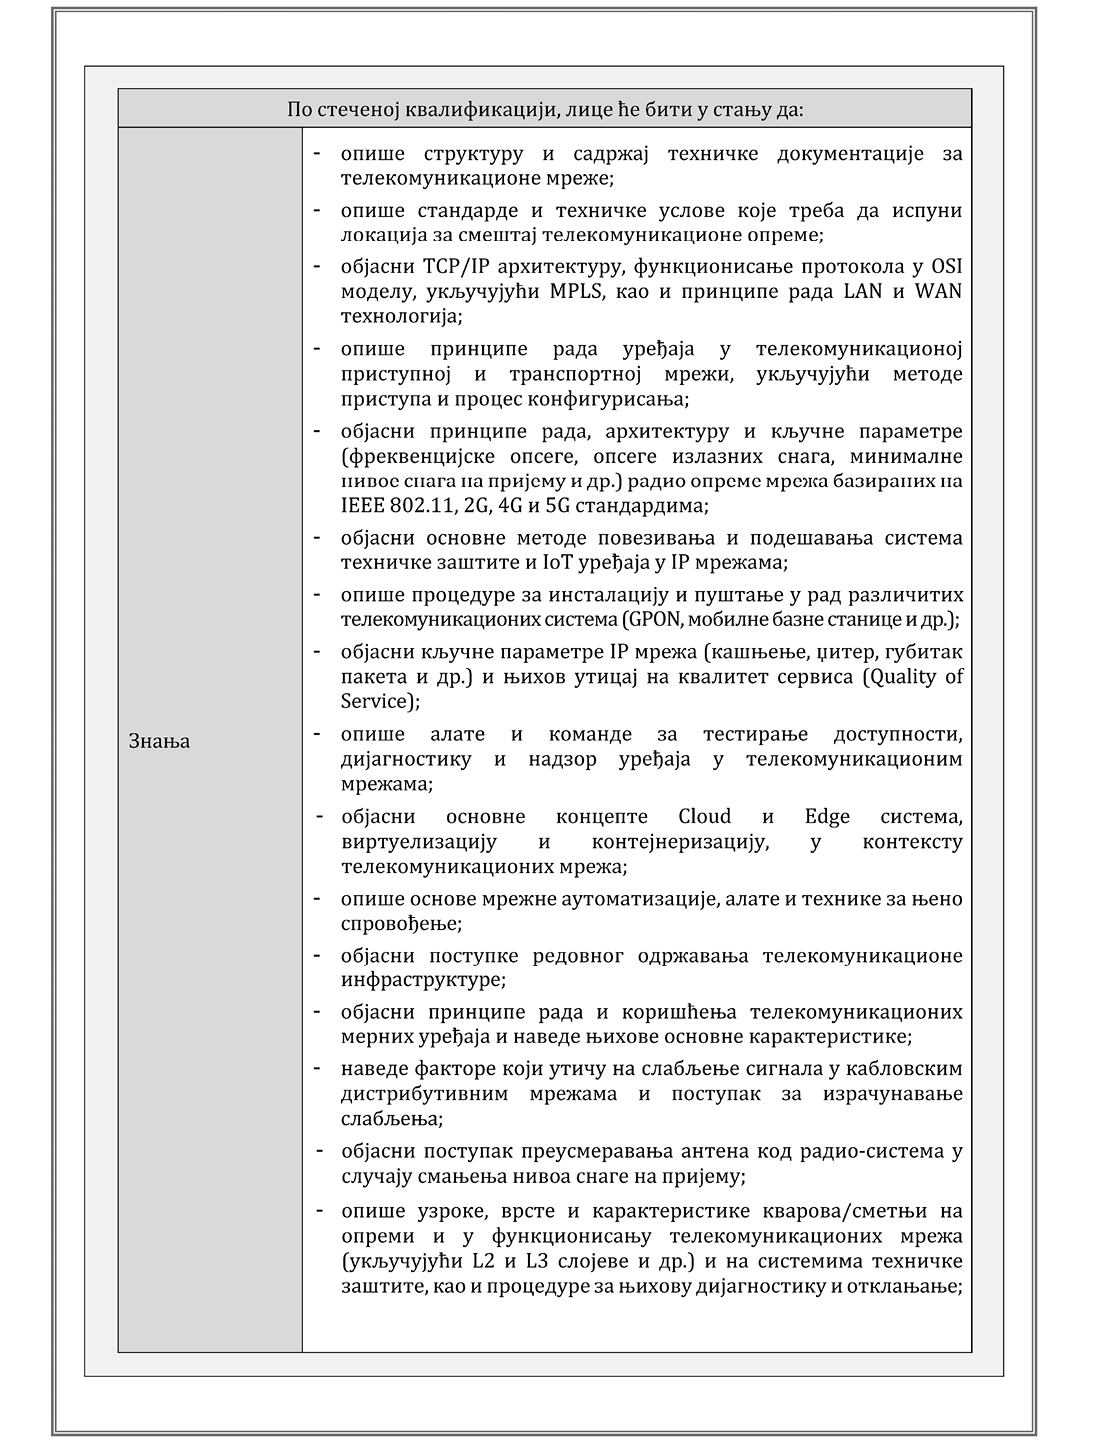 По стеченој квалификацији, лице ће бити у стању да:
Знања
- опише структуру и садржај техничке документације за
телекомуникационе мреже;
- опише стандарде и техничке услове које треба да испуни
локација за смештај телекомуникационе опреме;
- објасни TCP/IP архитектуру, функционисање протокола у OSI
моделу, укључујући MPLS, као и принципе рада LAN и WAN
технологија;
- опише принципе рада уређаја у телекомуникационој
приступној и транспортној мрежи, укључујући методе
приступа и процес конфигурисања;
- објасни принципе рада, архитектуру и кључне параметре
(фреквенцијске опсеге, опсеге излазних снага, минималне
нивое снага на пријему и др.) радио опреме мрежа базираних на
IEEE 802.11, 2G, 4G и 5G стандардима;
- објасни основне методе повезивања и подешавања система
техничке заштите и IoT уређаја у IP мрежама;
- опише процедуре за инсталацију и пуштање у рад различитих
телекомуникационих система (GPON, мобилне базне станице и др.);
- објасни кључне параметре IP мрежа (кашњење, џитер, губитак
пакета и др.) и њихов утицај на квалитет сервиса (Quality of
Service);
- опише алате и команде за тестирање доступности,
дијагностику и надзор уређаја у телекомуникационим
мрежама;
- објасни основне концепте Cloud и Edge система,
виртуелизацију и контејнеризацију, у контексту
телекомуникационих мрежа;
- опише основе мрежне аутоматизације, алате и технике за њено
спровођење;
- објасни поступке редовног одржавања телекомуникационе
инфраструктуре;
- објасни принципе рада и коришћења телекомуникационих
мерних уређаја и наведе њихове основне карактеристике;
- наведе факторе који утичу на слабљење сигнала у кабловским
дистрибутивним мрежама и поступак за израчунавање
слабљења;
- објасни поступак преусмеравања антена код радио-система у
случају смањења нивоа снаге на пријему;
- опише узроке, врсте и карактеристике кварова/сметњи на
опреми и у функционисању телекомуникационих мрежа
(укључујући L2 и L3 слојеве и др.) и на системима техничке
заштите, као и процедуре за њихову дијагностику и отклањање;